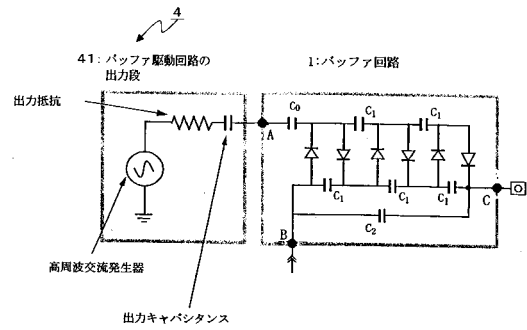 4
41: バッファ駆動回路の
出力段
1: バッファ回路
出力抵抗
C0 C1 C1
A
C1 C1 C1
C
C2
B
高周波交流発生器
出力キャパシタンス